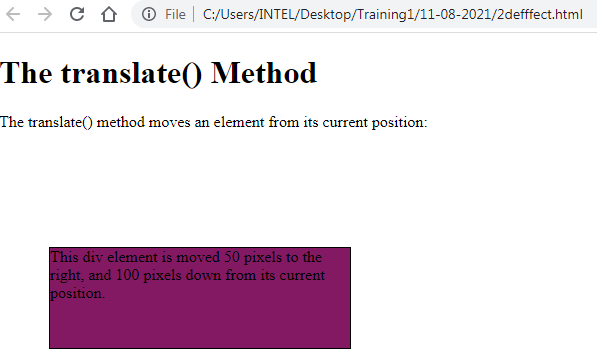 File | C:/Users/INTEL/Desktop/Training1/11-08-2021/2defffect.html
The translate() Method
The translate() method moves an element from its current position:
This div element is moved 50 pixels to the
right, and 100 pixels down from its current
position.